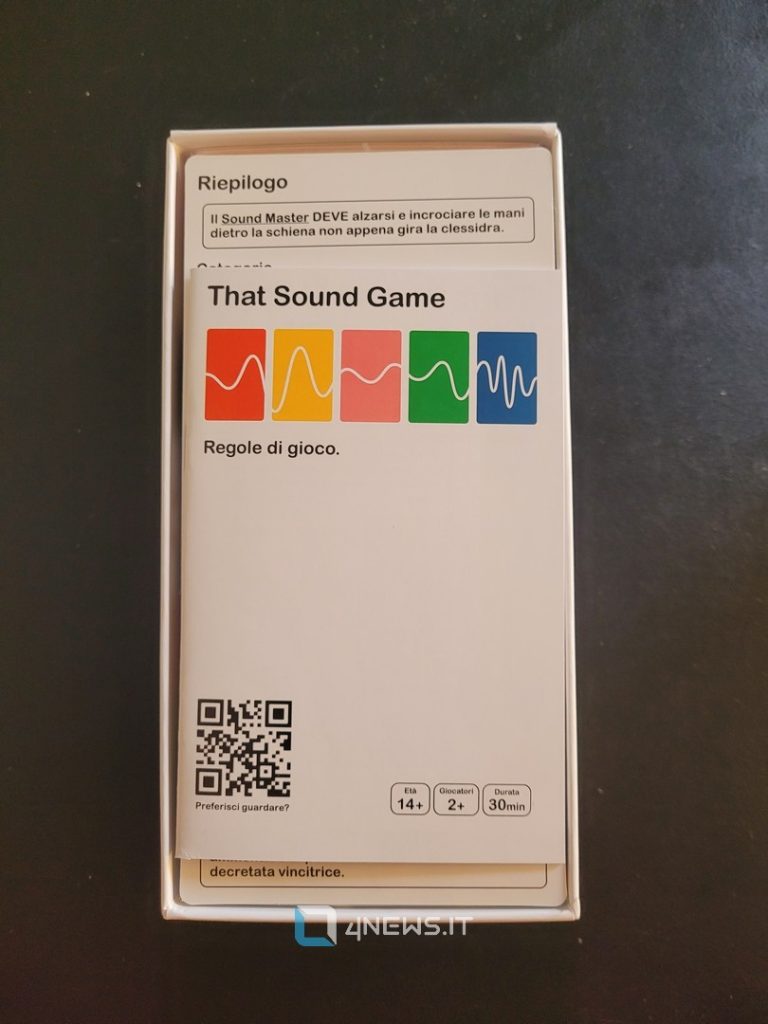 Riepilogo
Il Sound Master DEVE alzarsi e incrociare le mani
dietro la schiena non appena gira la clessidra.
That Sound Game
Regole di gioco.
Preferisci guardare?
Età
14+
Giocatori
2+
Durata
30min
decretata vincitrice.
4NEWS.IT